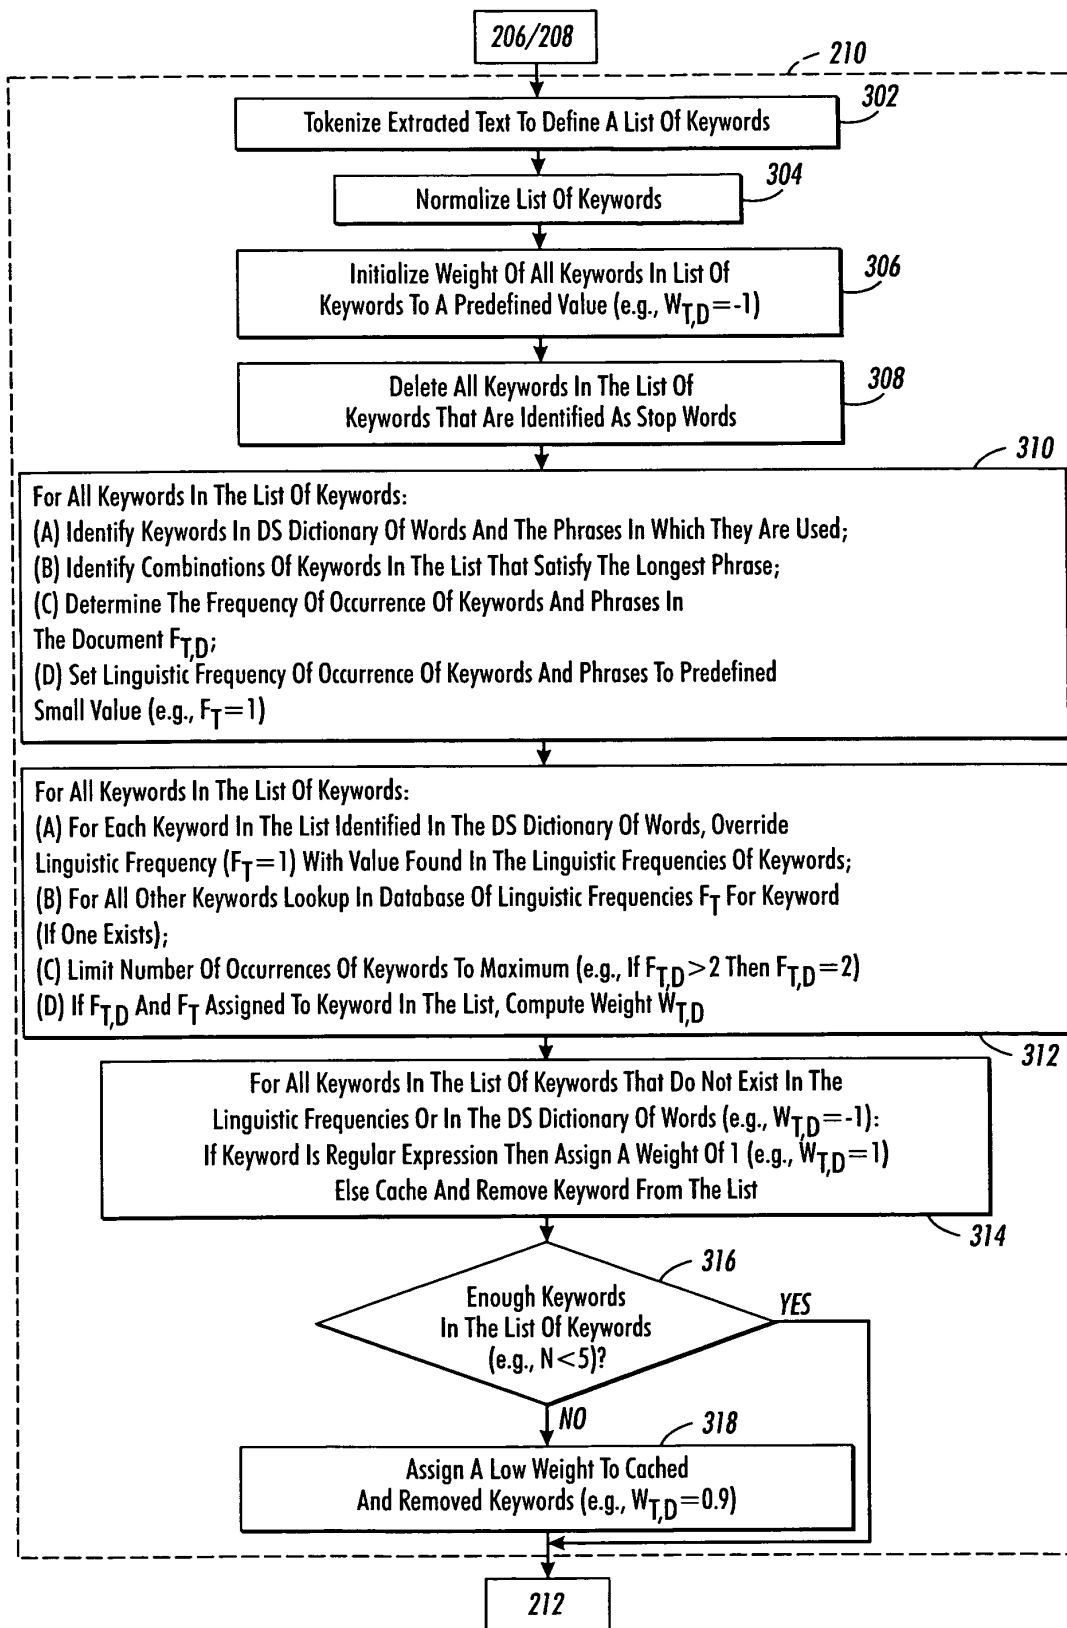 206/208
210
302
Tokenize Extracted Text To Define A List Of Keywords
304
Normalize List Of Keywords
306
Initialize Weight Of All Keywords In List Of
Keywords To A Predefined Value (e.g., WT,D=-1)
308
Delete All Keywords In The List Of
Keywords That Are Identified As Stop Words
310
For All Keywords In The List Of Keywords:
(A) Identify Keywords In DS Dictionary Of Words And The Phrases In Which They Are Used;
(B) Identify Combinations Of Keywords In The List That Satisfy The Longest Phrase;
(C) Determine The Frequency Of Occurrence Of Keywords And Phrases In
The Document FT,D;
(D) Set Linguistic Frequency Of Occurrence Of Keywords And Phrases To Predefined
Small Value (e.g., FT=1)
For All Keywords In The List Of Keywords:
(A) For Each Keyword In The List Identified In The DS Dictionary Of Words, Override
Linguistic Frequency (FT=1) With Value Found In The Linguistic Frequencies Of Keywords;
(B) For All Other Keywords Lookup In Database Of Linguistic Frequencies FT For Keyword
(If One Exists);
(C) Limit Number Of Occurrences Of Keywords To Maximum (e.g., If FT,D>2 Then FT,D=2)
(D) If FT,D And FT Assigned To Keyword In The List, Compute Weight WT,D
312
For All Keywords In The List Of Keywords That Do Not Exist In The
Linguistic Frequencies Or In The DS Dictionary Of Words (e.g., WT,D=-1):
If Keyword Is Regular Expression Then Assign A Weight Of 1 (e.g., WT,D=1)
Else Cache And Remove Keyword From The List
314
316
Enough Keywords
In The List Of Keywords
(e.g., N<5)?
YES
NO
318
Assign A Low Weight To Cached
And Removed Keywords (e.g., WT,D=0.9)
212